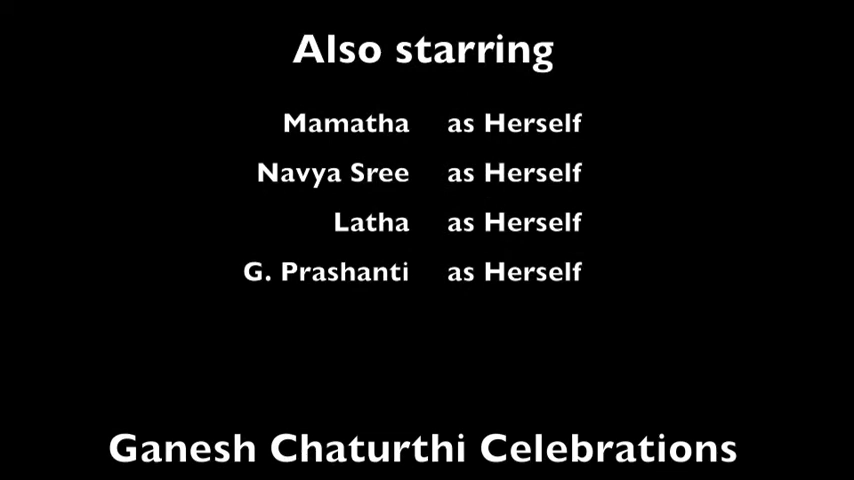 Also starring
Mamatha as Herself
Navya Sree as Herself
Latha as Herself
G. Prashanti as Herself
Ganesh Chaturthi Celebrations